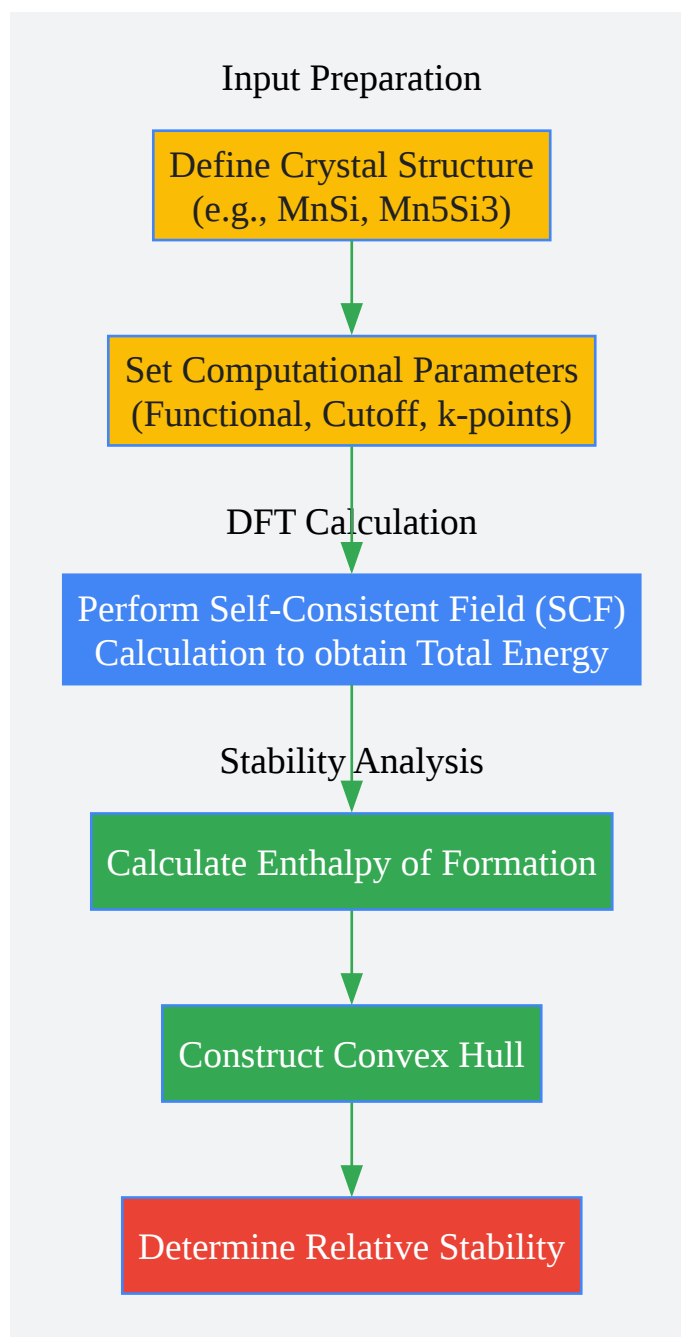 Input Preparation
Define Crystal Structure
(e.g., MnSi, Mn5Si3)
Set Computational Parameters
(Functional, Cutoff, k-points)
DFT Calculation
Perform Self-Consistent Field (SCF)
Calculation to obtain Total Energy
Stability Analysis
Calculate Enthalpy of Formation
Construct Convex Hull
Determine Relative Stability